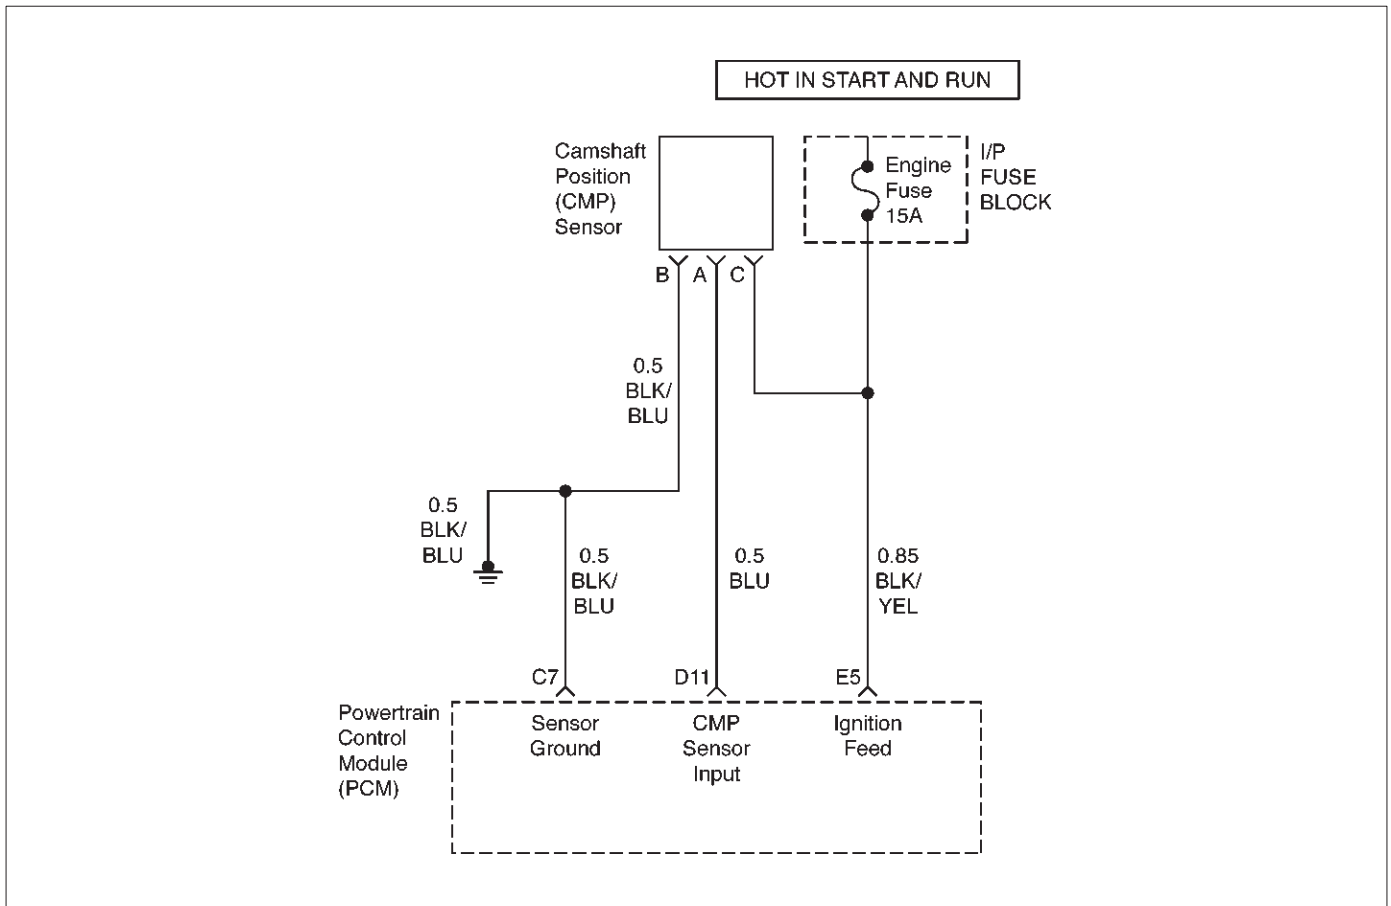 HOT IN START AND RUN
Camshaft
Position
(CMP)
Sensor
Engine
Fuse
15A
I/P
FUSE
BLOCK
B
A
C
0.5
BLK/
BLU
0.5
BLK/
BLU
0.5
BLK/
BLU
0.5
BLU
0.85
BLK/
YEL
C7
D11
E5
Powertrain
Control
Module
(PCM)
Sensor
Ground
CMP
Sensor
Input
Ignition
Feed